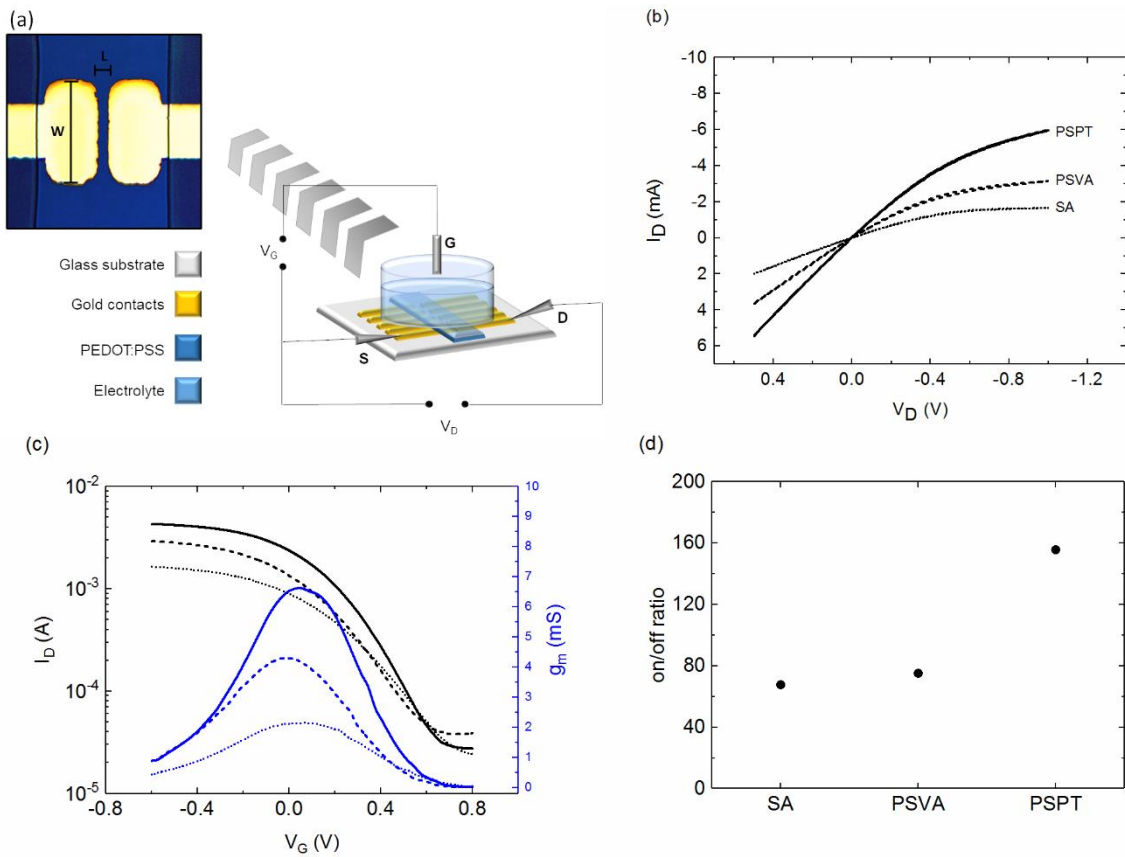 (a)
L
W
Glass substrate
Gold contacts
PEDOT:PSS
Electrolyte
V_G
G
D
S
V_D
(b)
-10
-8
-6
-4
-2
0
2
4
6
I_D (mA)
PSPT
PSVA
SA
0.4 0.0 -0.4 -0.8 -1.2
V_D (V)
(c)
10^-2
10^-3
10^-4
10^-5
I_D (A)
10
9
8
7
6
5
4
3
2
1
0
g_m (mS)
-0.8 -0.4 0.0 0.4 0.8
V_G (V)
(d)
200
160
120
80
40
0
on/off ratio
SA PSVA PSPT